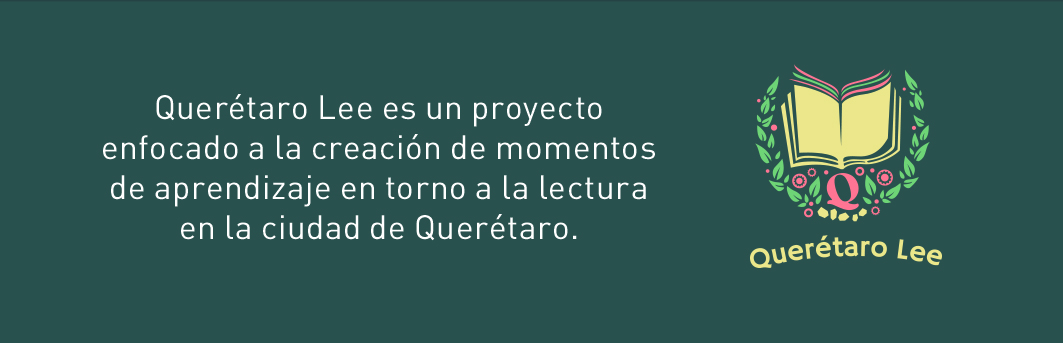 Querétaro Lee es un proyecto
enfocado a la creación de momentos
de aprendizaje en torno a la lectura
en la ciudad de Querétaro.
Q
Querétaro Lee